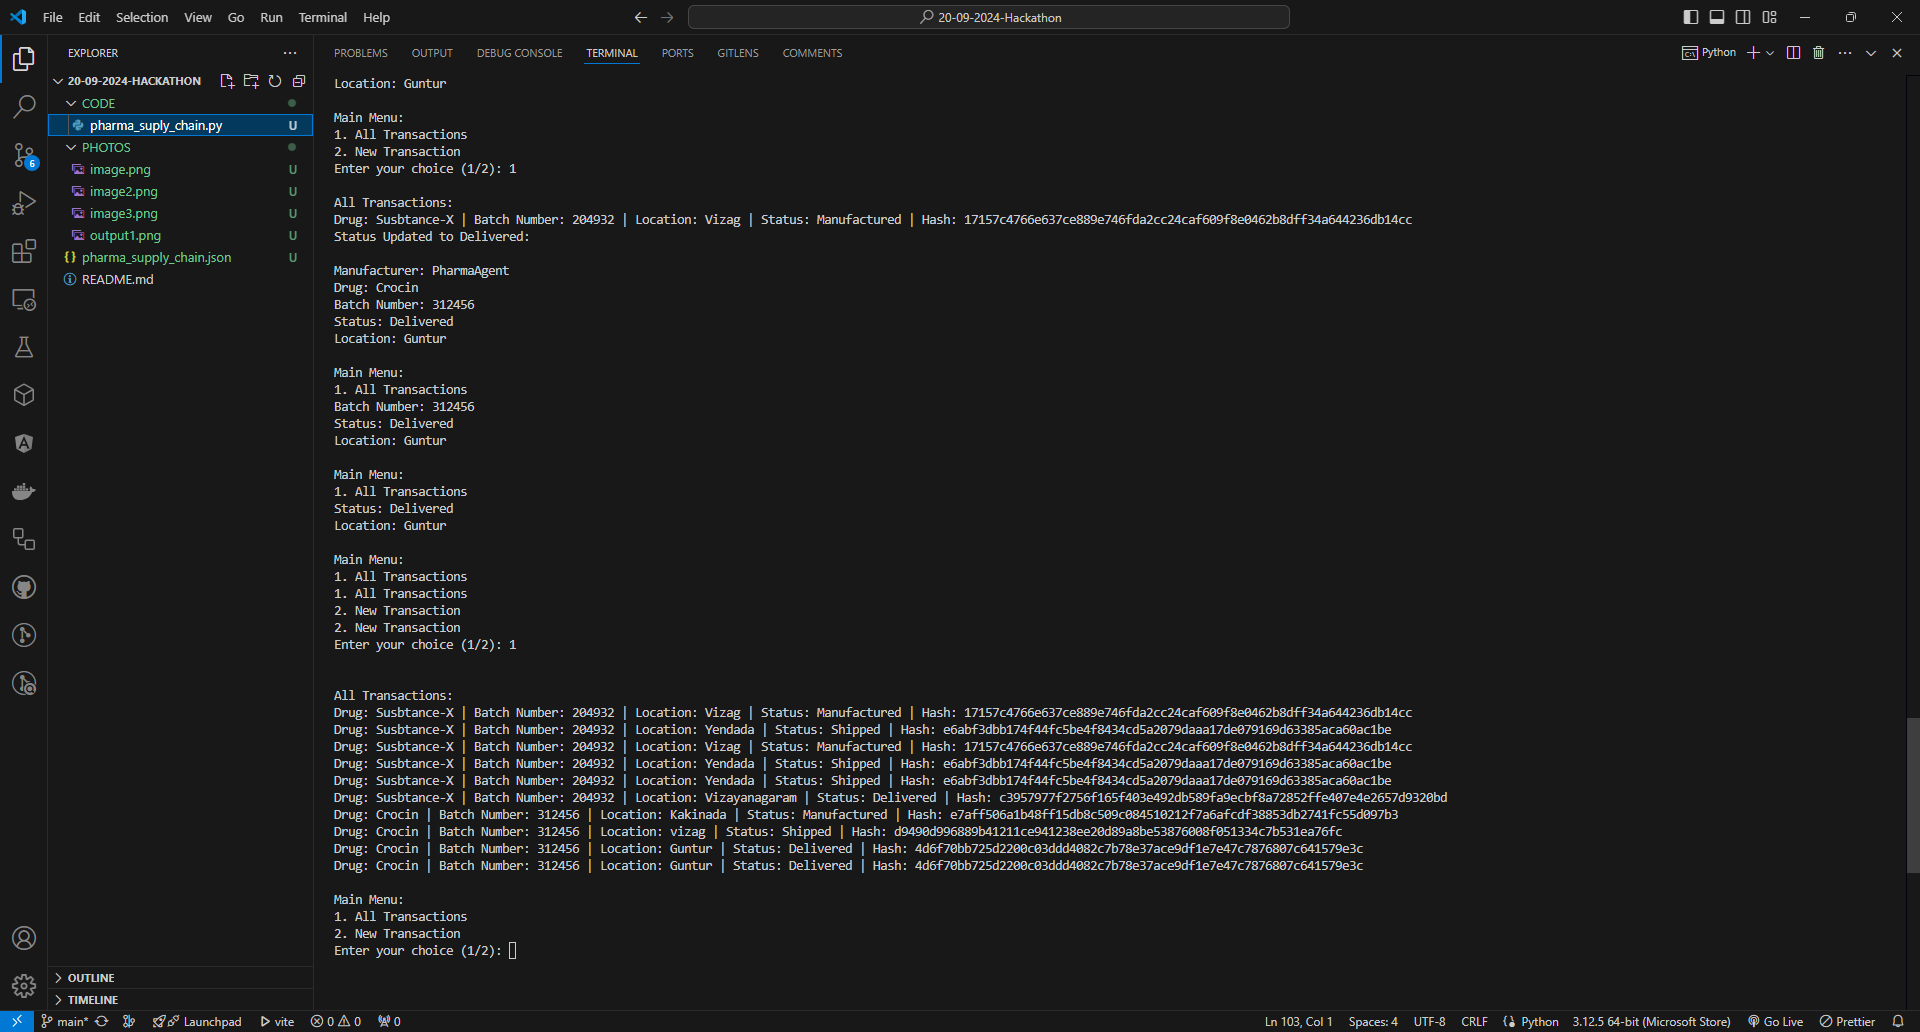 File Edit Selection View Go Run Terminal Help
20-09-2024-Hackathon
EXPLORER
20-09-2024-HACKATHON
CODE
pharma_suply_chain.py U
PHOTOS
image.png U
image2.png U
image3.png U
output1.png U
pharma_supply_chain.json U
README.md
OUTLINE
TIMELINE
6
PROBLEMS OUTPUT DEBUG CONSOLE TERMINAL PORTS GITLENS COMMENTS
Python
Location: Guntur
Main Menu:
1. All Transactions
2. New Transaction
Enter your choice (1/2): 1
All Transactions:
Drug: Susbtance-X | Batch Number: 204932 | Location: Vizag | Status: Manufactured | Hash: 17157c4766e637ce889e746fda2cc24caf609f8e0462b8dff34a644236db14cc
Status Updated to Delivered:
Manufacturer: PharmaAgent
Drug: Crocin
Batch Number: 312456
Status: Delivered
Location: Guntur
Main Menu:
1. All Transactions
Batch Number: 312456
Status: Delivered
Location: Guntur
Main Menu:
1. All Transactions
Status: Delivered
Location: Guntur
Main Menu:
1. All Transactions
1. All Transactions
2. New Transaction
2. New Transaction
Enter your choice (1/2): 1
All Transactions:
Drug: Susbtance-X | Batch Number: 204932 | Location: Vizag | Status: Manufactured | Hash: 17157c4766e637ce889e746fda2cc24caf609f8e0462b8dff34a644236db14cc
Drug: Susbtance-X | Batch Number: 204932 | Location: Yendada | Status: Shipped | Hash: e6abf3dbb174f44fc5be4f8434cd5a2079daaa17de079169d63385aca60ac1be
Drug: Susbtance-X | Batch Number: 204932 | Location: Vizag | Status: Manufactured | Hash: 17157c4766e637ce889e746fda2cc24caf609f8e0462b8dff34a644236db14cc
Drug: Susbtance-X | Batch Number: 204932 | Location: Yendada | Status: Shipped | Hash: e6abf3dbb174f44fc5be4f8434cd5a2079daaa17de079169d63385aca60ac1be
Drug: Susbtance-X | Batch Number: 204932 | Location: Yendada | Status: Shipped | Hash: e6abf3dbb174f44fc5be4f8434cd5a2079daaa17de079169d63385aca60ac1be
Drug: Susbtance-X | Batch Number: 204932 | Location: Vizayanagaram | Status: Delivered | Hash: c3957977f2756f165f403e492db589fa9ecbf8a72852ffe407e4e2657d9320bd
Drug: Crocin | Batch Number: 312456 | Location: Kakinada | Status: Manufactured | Hash: e7aff506a1b48ff15db8c509c084510212f7a6afcdf38853db2741fc55d097b3
Drug: Crocin | Batch Number: 312456 | Location: vizag | Status: Shipped | Hash: d9490d996889b41211ce941238ee20d89a8be53876008f051334c7b531ea76fc
Drug: Crocin | Batch Number: 312456 | Location: Guntur | Status: Delivered | Hash: 4d6f70bb725d2200c03ddd4082c7b78e37ace9df1e7e47c7876807c641579e3c
Drug: Crocin | Batch Number: 312456 | Location: Guntur | Status: Delivered | Hash: 4d6f70bb725d2200c03ddd4082c7b78e37ace9df1e7e47c7876807c641579e3c
Main Menu:
1. All Transactions
2. New Transaction
Enter your choice (1/2):
main* Launchpad vite 0 0 0 Ln 103, Col 1 Spaces: 4 UTF-8 CRLF Python 3.12.5 64-bit (Microsoft Store) Go Live Prettier